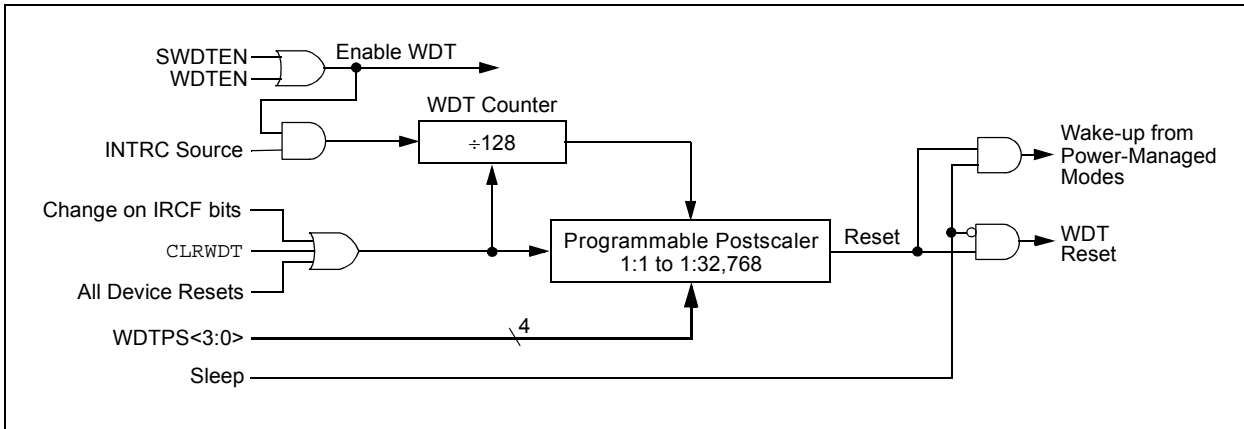 SWDTEN
WDTEN
Enable WDT
WDT Counter
÷128
INTRC Source
Wake-up from
Power-Managed
Modes
Change on IRCF bits
CLRWDT
All Device Resets
Programmable Postscaler
1:1 to 1:32,768
Reset
WDT
Reset
WDTPS<3:0>
4
Sleep